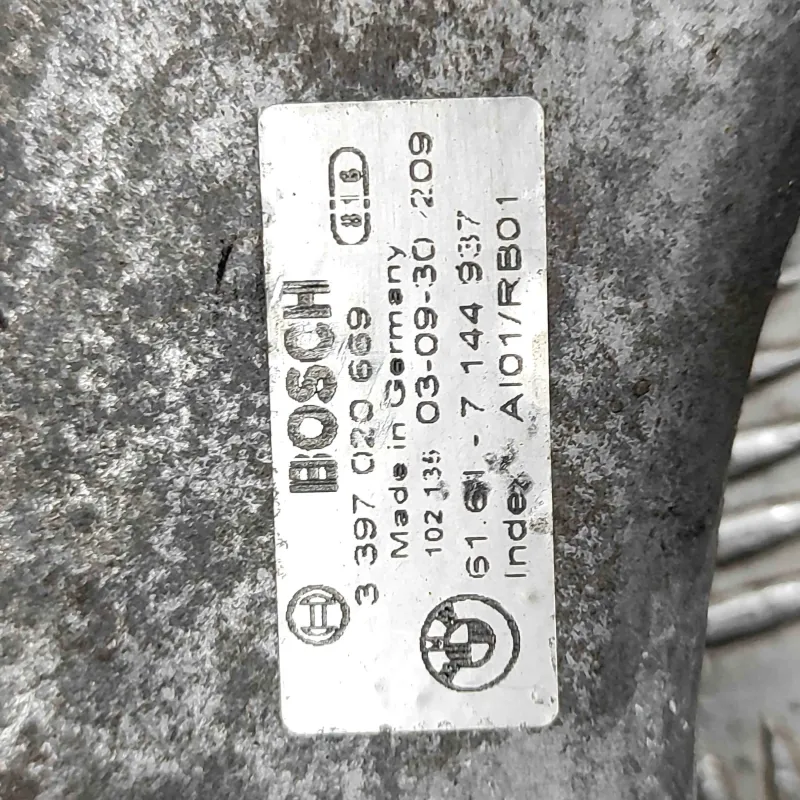 BOSCH
816
3 397 020 669
Made in Germany
102 135 03-09-30 /209
BMW
61.61 - 7 144 937
Index AI01/RB01